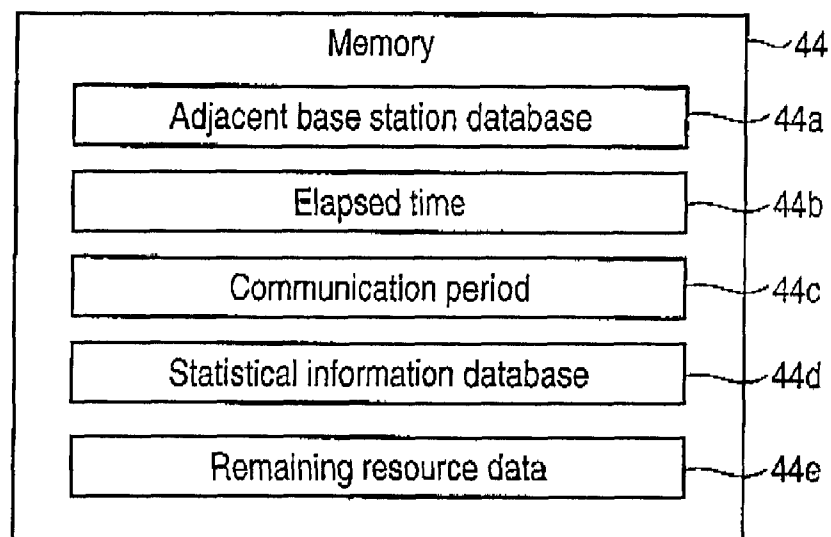 Memory 44
Adjacent base station database 44a
Elapsed time 44b
Communication period 44c
Statistical information database 44d
Remaining resource data 44e